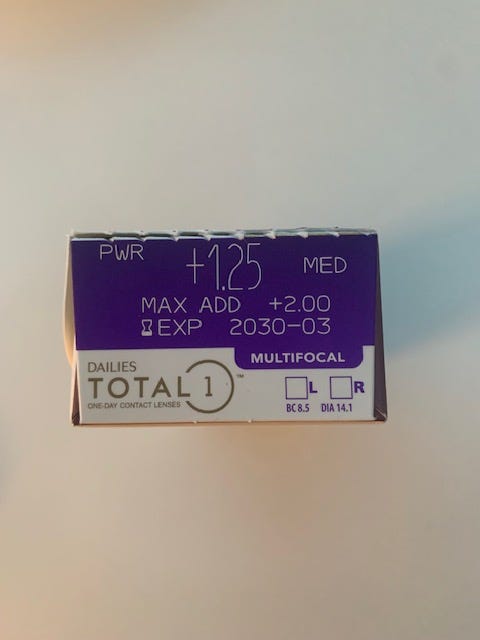 PWR +1.25 MED
MAX ADD +2.00
EXP 2030-03
MULTIFOCAL
DAILIES
TOTAL 1™
ONE-DAY CONTACT LENSES
L R
BC 8.5 DIA 14.1